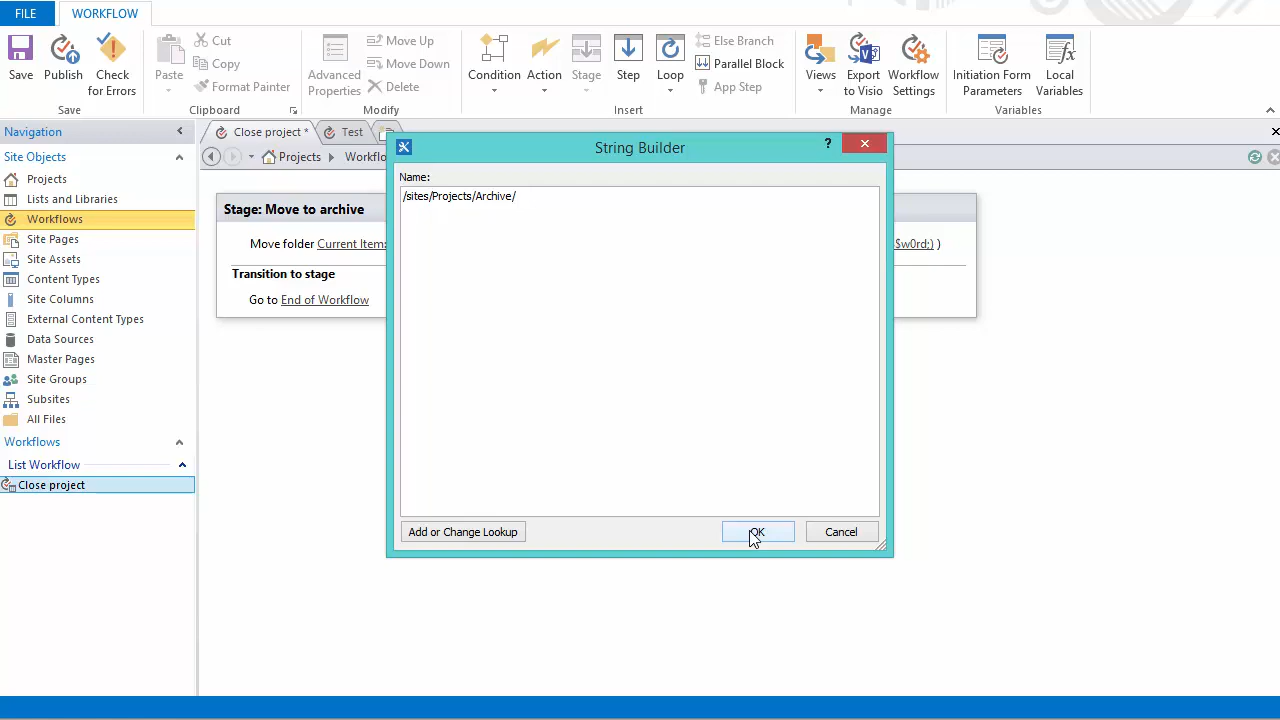 FILE
WORKFLOW
Save
Publish
Check
for Errors
Save
Paste
Cut
Copy
Format Painter
Clipboard
Advanced
Properties
Move Up
Move Down
Delete
Modify
Condition
Action
Stage
Step
Loop
Else Branch
Parallel Block
App Step
Insert
Views
Export
to Visio
Workflow
Settings
Manage
Initiation Form
Parameters
Local
Variables
Variables
Navigation
Site Objects
Projects
Lists and Libraries
Workflows
Site Pages
Site Assets
Content Types
Site Columns
External Content Types
Data Sources
Master Pages
Site Groups
Subsites
All Files
Workflows
List Workflow
Close project
Close project *
Test
Projects
Workflo
Stage: Move to archive
Move folder Current Item:
$w0rd;) )
Transition to stage
Go to End of Workflow
String Builder
?
Name:
/sites/Projects/Archive/
Add or Change Lookup
OK
Cancel